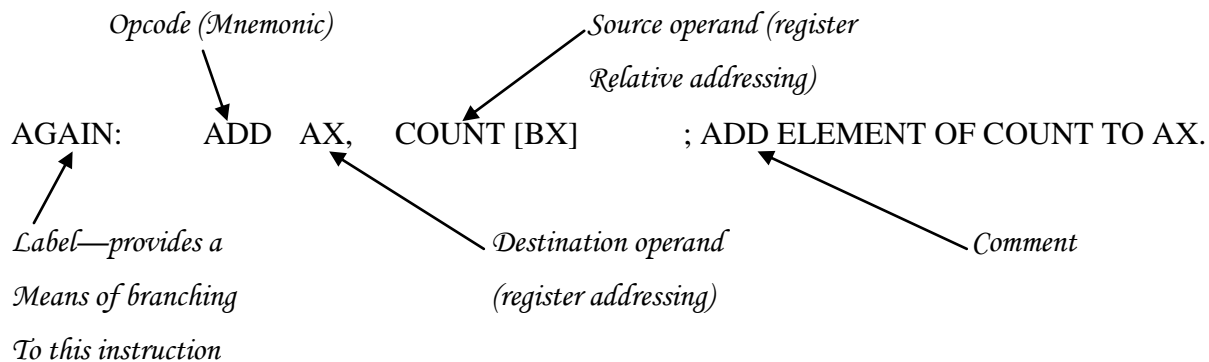 Opcode (Mnemonic) Source operand (register
Relative addressing)
AGAIN: ADD AX, COUNT [BX] ; ADD ELEMENT OF COUNT TO AX.
Label—provides a Destination operand Comment
Means of branching (register addressing)
To this instruction